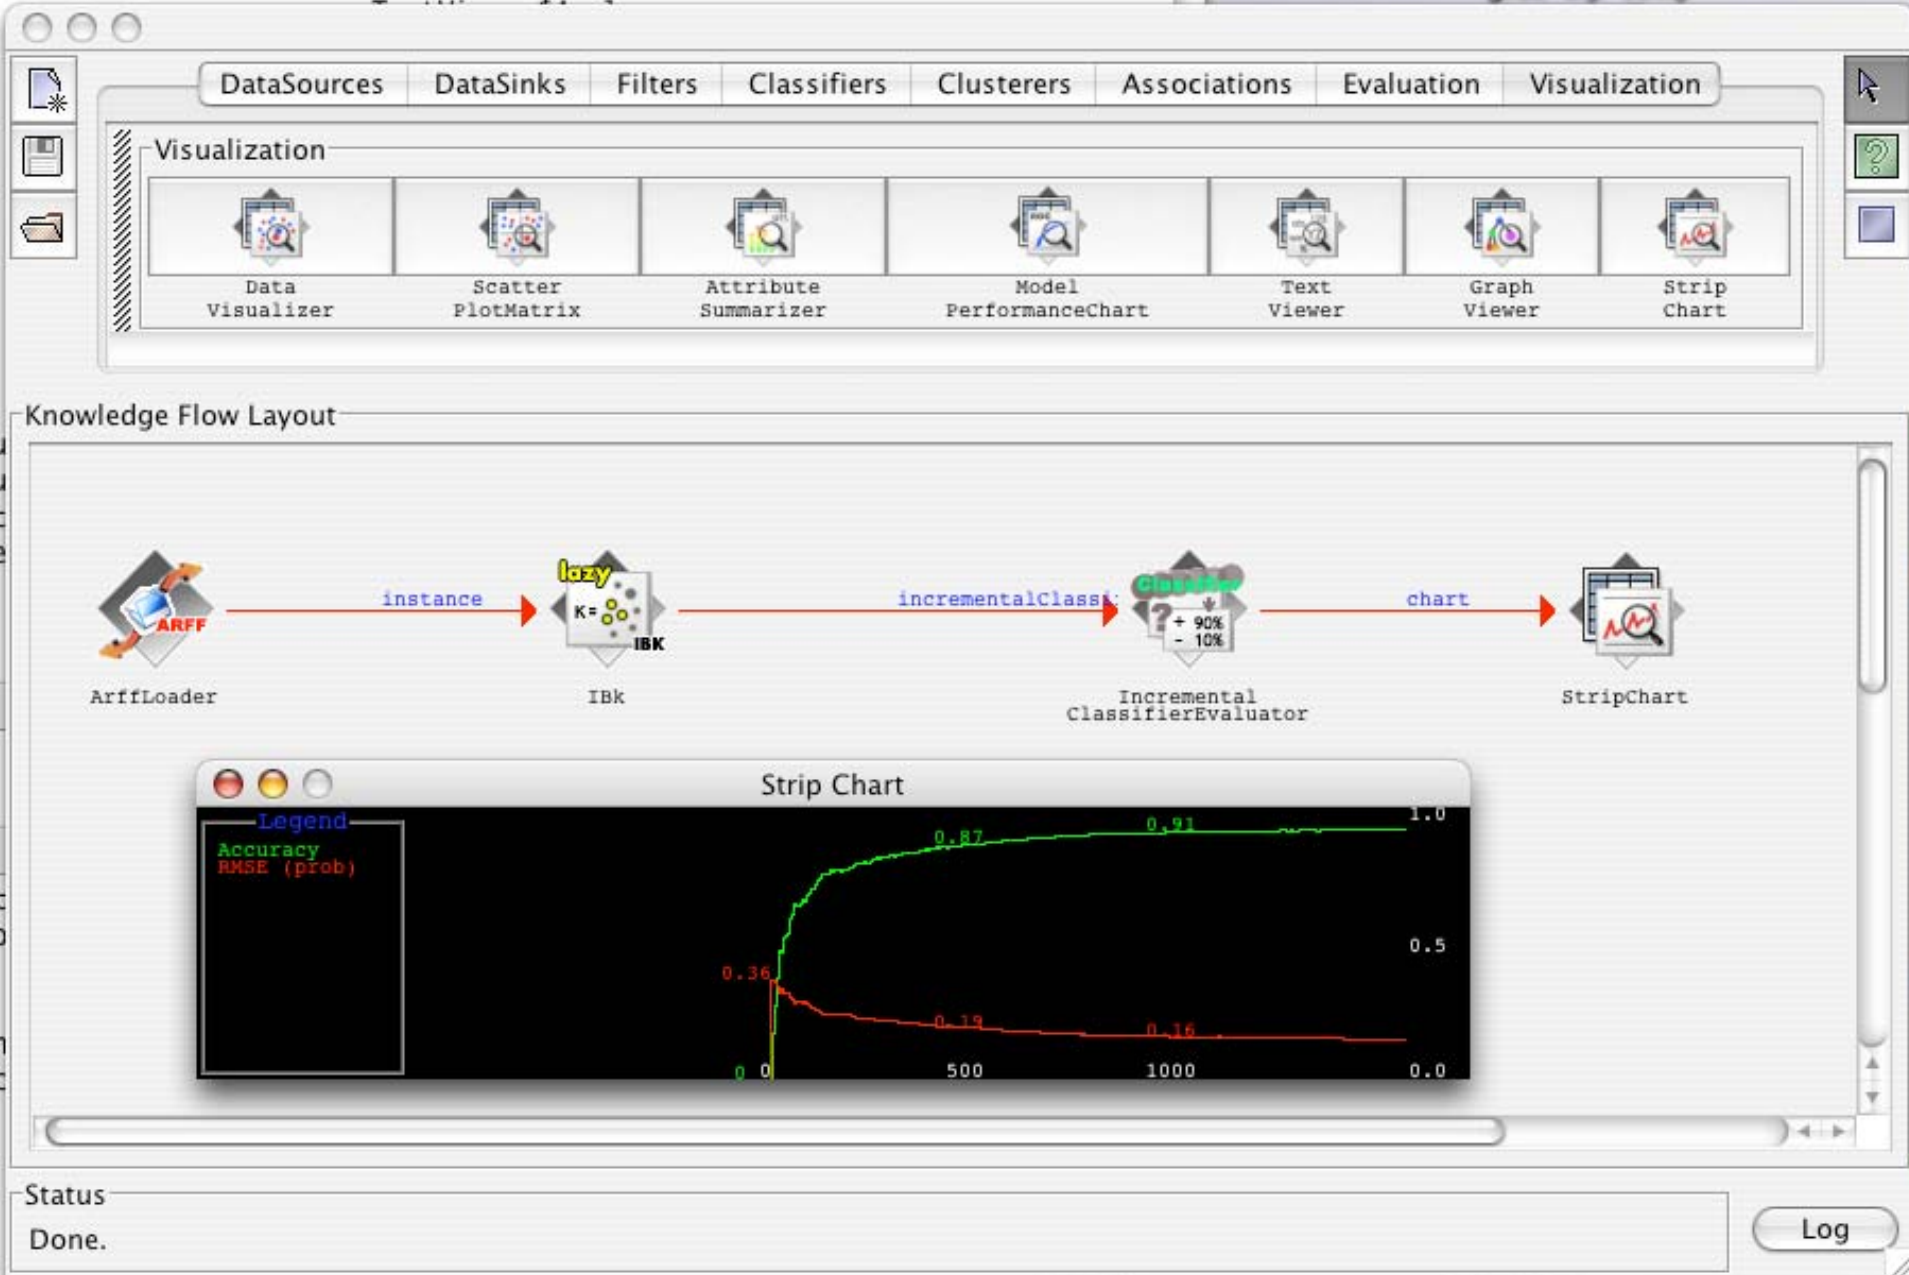 DataSources DataSinks Filters Classifiers Clusterers Associations Evaluation Visualization
Visualization
Data
Visualizer
Scatter
PlotMatrix
Attribute
Summarizer
Model
PerformanceChart
Text
Viewer
Graph
Viewer
Strip
Chart
Knowledge Flow Layout
ARFF
instance
lazy
K=
IBK
incrementalClassi
Classifier
?
+ 90%
- 10%
chart
ArffLoader
IBk
Incremental
ClassifierEvaluator
StripChart
Strip Chart
Legend
Accuracy
RMSE (prob)
1.0
0.87
0.91
0.5
0.36
0.19
0.16
0
0
500
1000
0.0
Status
Done.
Log